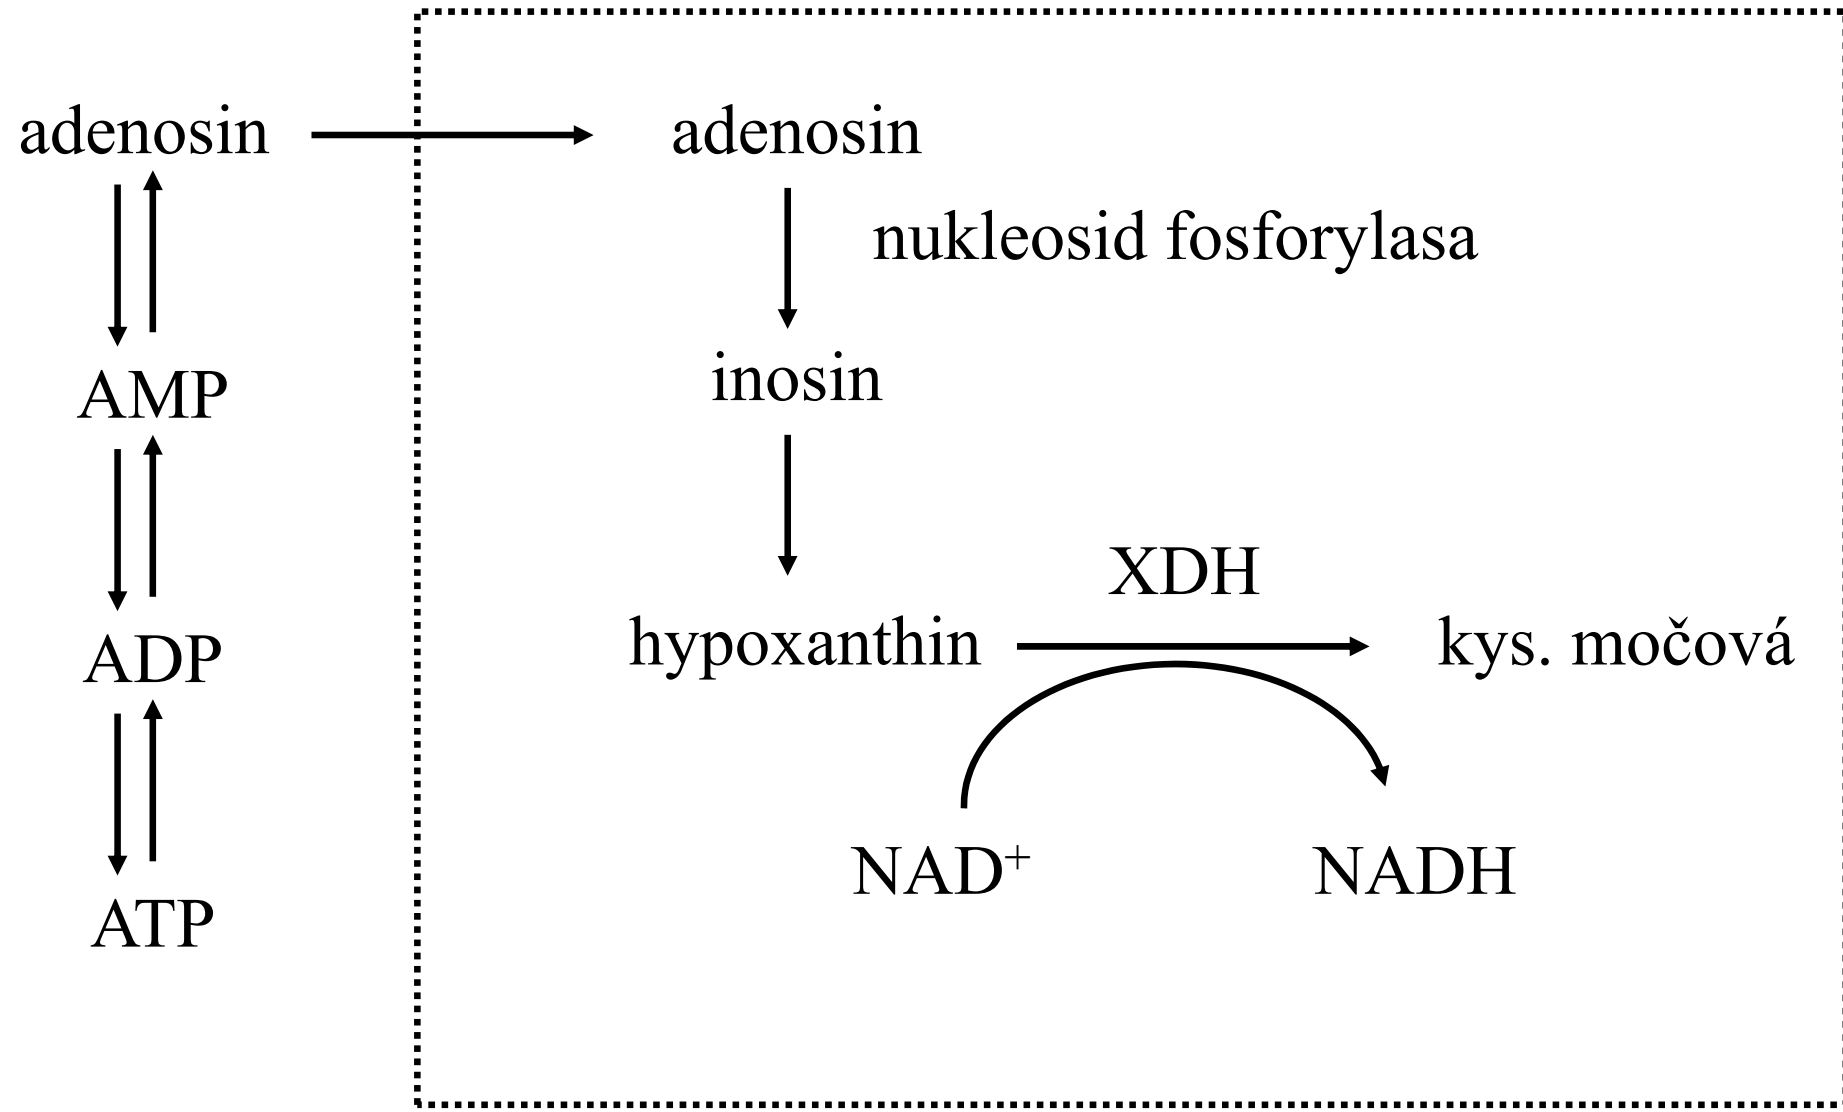 adenosin
adenosin
nukleosid fosforylasa
AMP
inosin
XDH
ADP
hypoxanthin
kys. močová
NAD⁺
NADH
ATP